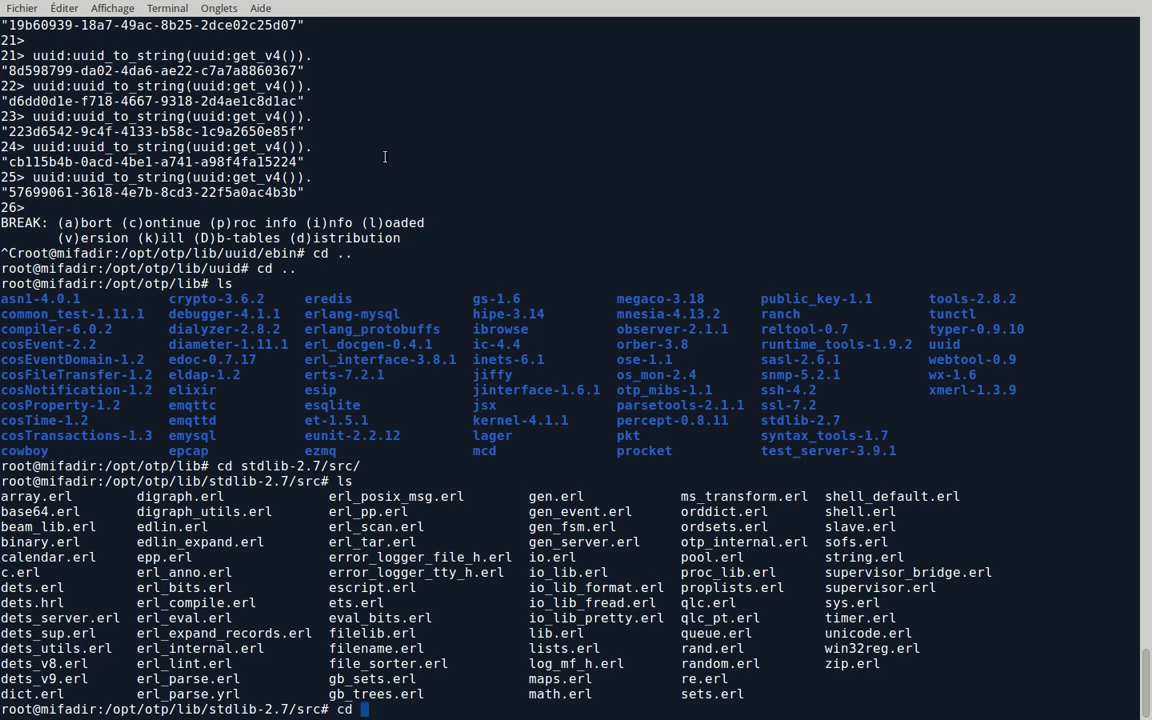 Fichier Éditer Affichage Terminal Onglets Aide
"19b60939-18a7-49ac-8b25-2dce02c25d07"
21>
21> uuid:uuid_to_string(uuid:get_v4()).
"8d598799-da02-4da6-ae22-c7a7a8860367"
22> uuid:uuid_to_string(uuid:get_v4()).
"d6dd0d1e-f718-4667-9318-2d4ae1c8d1ac"
23> uuid:uuid_to_string(uuid:get_v4()).
"223d6542-9c4f-4133-b58c-1c9a2650e85f"
24> uuid:uuid_to_string(uuid:get_v4()).
"cb115b4b-0acd-4be1-a741-a98f4fa15224"
25> uuid:uuid_to_string(uuid:get_v4()).
"57699061-3618-4e7b-8cd3-22f5a0ac4b3b"
26>
BREAK: (a)bort (c)ontinue (p)roc info (i)nfo (l)oaded
       (v)ersion (k)ill (D)b-tables (d)istribution
^Croot@mifadir:/opt/otp/lib/uuid/ebin# cd ..
root@mifadir:/opt/otp/lib/uuid# cd ..
root@mifadir:/opt/otp/lib# ls
asn1-4.0.1 crypto-3.6.2 eredis gs-1.6 megaco-3.18 public_key-1.1 tools-2.8.2
common_test-1.11.1 debugger-4.1.1 erlang-mysql hipe-3.14 mnesia-4.13.2 ranch tunctl
compiler-6.0.2 dialyzer-2.8.2 erlang_protobuffs ibrowse observer-2.1.1 reltool-0.7 typer-0.9.10
cosEvent-2.2 diameter-1.11.1 erl_docgen-0.4.1 ic-4.4 orber-3.8 runtime_tools-1.9.2 uuid
cosEventDomain-1.2 edoc-0.7.17 erl_interface-3.8.1 inets-6.1 ose-1.1 sasl-2.6.1 webtool-0.9
cosFileTransfer-1.2 eldap-1.2 erts-7.2.1 jiffy os_mon-2.4 snmp-5.2.1 wx-1.6
cosNotification-1.2 elixir esip jinterface-1.6.1 otp_mibs-1.1 ssh-4.2 xmerl-1.3.9
cosProperty-1.2 emqttc esqlite jsx parsetools-2.1.1 ssl-7.2
cosTime-1.2 emqttd et-1.5.1 kernel-4.1.1 percept-0.8.11 stdlib-2.7
cosTransactions-1.3 emysql eunit-2.2.12 lager pkt syntax_tools-1.7
cowboy epcap ezmq mcd procket test_server-3.9.1
root@mifadir:/opt/otp/lib# cd stdlib-2.7/src/
root@mifadir:/opt/otp/lib/stdlib-2.7/src# ls
array.erl digraph.erl erl_posix_msg.erl gen.erl ms_transform.erl shell_default.erl
base64.erl digraph_utils.erl erl_pp.erl gen_event.erl orddict.erl shell.erl
beam_lib.erl edlin.erl erl_scan.erl gen_fsm.erl ordsets.erl slave.erl
binary.erl edlin_expand.erl erl_tar.erl gen_server.erl otp_internal.erl sofs.erl
calendar.erl epp.erl error_logger_file_h.erl io.erl pool.erl string.erl
c.erl erl_anno.erl error_logger_tty_h.erl io_lib.erl proc_lib.erl supervisor_bridge.erl
dets.erl erl_bits.erl escript.erl io_lib_format.erl proplists.erl supervisor.erl
dets.hrl erl_compile.erl ets.erl io_lib_fread.erl qlc.erl sys.erl
dets_server.erl erl_eval.erl eval_bits.erl io_lib_pretty.erl qlc_pt.erl timer.erl
dets_sup.erl erl_expand_records.erl filelib.erl lib.erl queue.erl unicode.erl
dets_utils.erl erl_internal.erl filename.erl lists.erl rand.erl win32reg.erl
dets_v8.erl erl_lint.erl file_sorter.erl log_mf_h.erl random.erl zip.erl
dets_v9.erl erl_parse.erl gb_sets.erl maps.erl re.erl
dict.erl erl_parse.yrl gb_trees.erl math.erl sets.erl
root@mifadir:/opt/otp/lib/stdlib-2.7/src# cd